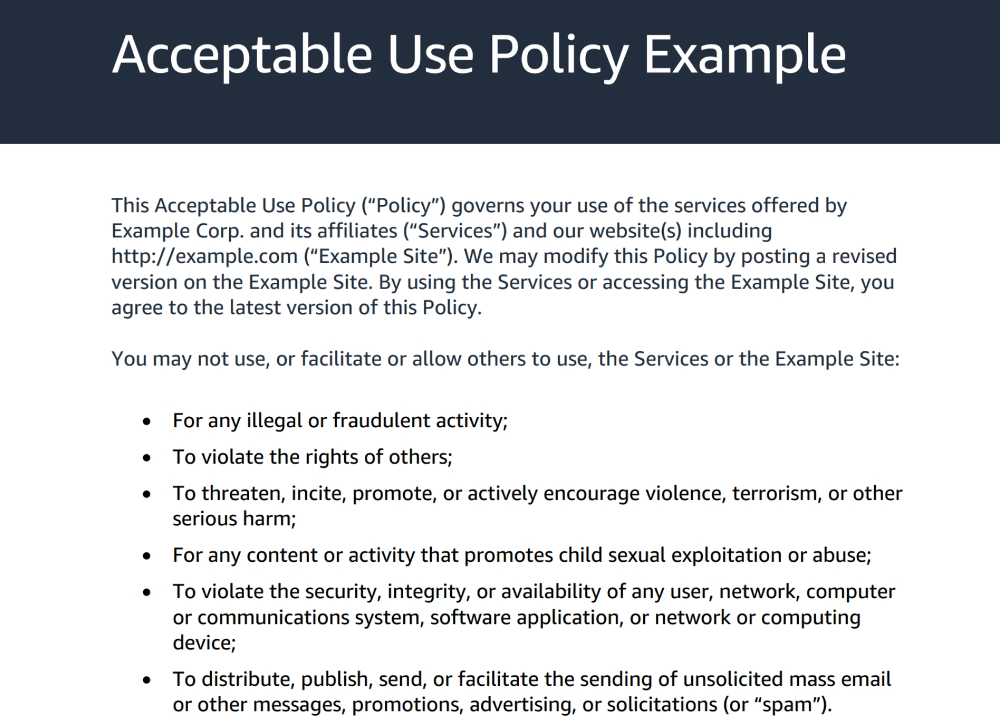 Acceptable Use Policy Example
This Acceptable Use Policy (“Policy”) governs your use of the services offered by
Example Corp. and its affiliates (“Services”) and our website(s) including
http://example.com (“Example Site”). We may modify this Policy by posting a revised
version on the Example Site. By using the Services or accessing the Example Site, you
agree to the latest version of this Policy.
You may not use, or facilitate or allow others to use, the Services or the Example Site:
• For any illegal or fraudulent activity;
• To violate the rights of others;
• To threaten, incite, promote, or actively encourage violence, terrorism, or other
serious harm;
• For any content or activity that promotes child sexual exploitation or abuse;
• To violate the security, integrity, or availability of any user, network, computer
or communications system, software application, or network or computing
device;
• To distribute, publish, send, or facilitate the sending of unsolicited mass email
or other messages, promotions, advertising, or solicitations (or “spam”).